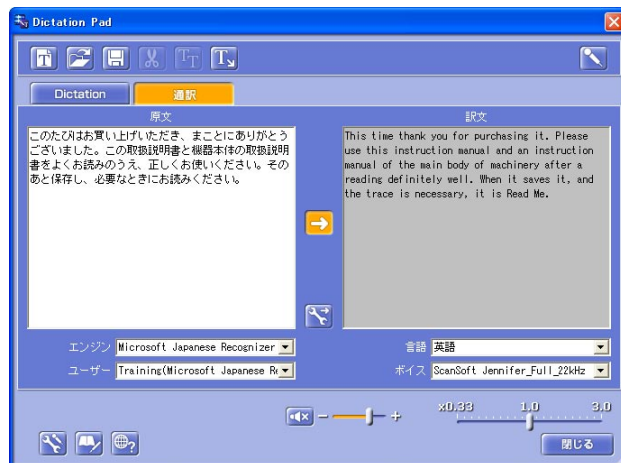 Dictation Pad
Dictation
通訳
原文
このたびはお買い上げいただき、まことにありがとう
ございました。この取扱説明書と機器本体の取扱説明
書をよくお読みのうえ、正しくお使いください。その
あと保存し、必要なときにお読みください。
訳文
This time thank you for purchasing it. Please
use this instruction manual and an instruction
manual of the main body of machinery after a
reading definitely well. When it saves it, and
the trace is necessary, it is Read Me.
エンジン Microsoft Japanese Recognizer
ユーザー Training(Microsoft Japanese Re
言語 英語
ボイス ScanSoft Jennifer_Full_22kHz
x0.33 1.0 3.0
閉じる